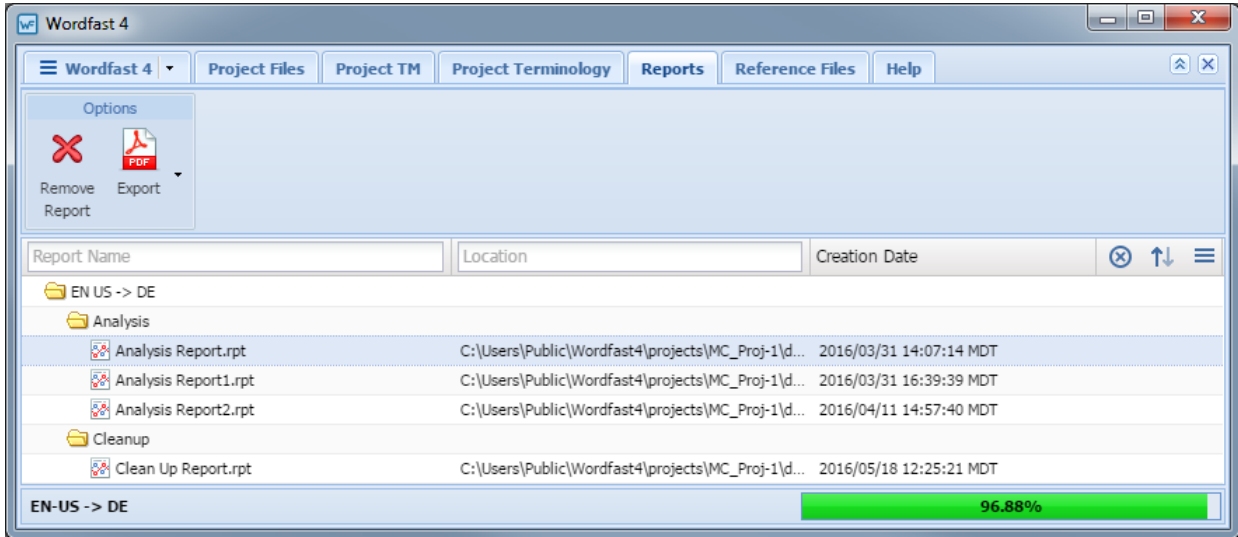 Wordfast 4
Wordfast 4 Project Files Project TM Project Terminology Reports Reference Files Help
Options
PDF
Remove Report Export
Report Name Location Creation Date
EN US -> DE
Analysis
Analysis Report.rpt C:\Users\Public\Wordfast4\projects\MC_Proj-1\d... 2016/03/31 14:07:14 MDT
Analysis Report1.rpt C:\Users\Public\Wordfast4\projects\MC_Proj-1\d... 2016/03/31 16:39:39 MDT
Analysis Report2.rpt C:\Users\Public\Wordfast4\projects\MC_Proj-1\d... 2016/04/11 14:57:40 MDT
Cleanup
Clean Up Report.rpt C:\Users\Public\Wordfast4\projects\MC_Proj-1\d... 2016/05/18 12:25:21 MDT
EN-US -> DE 96.88%